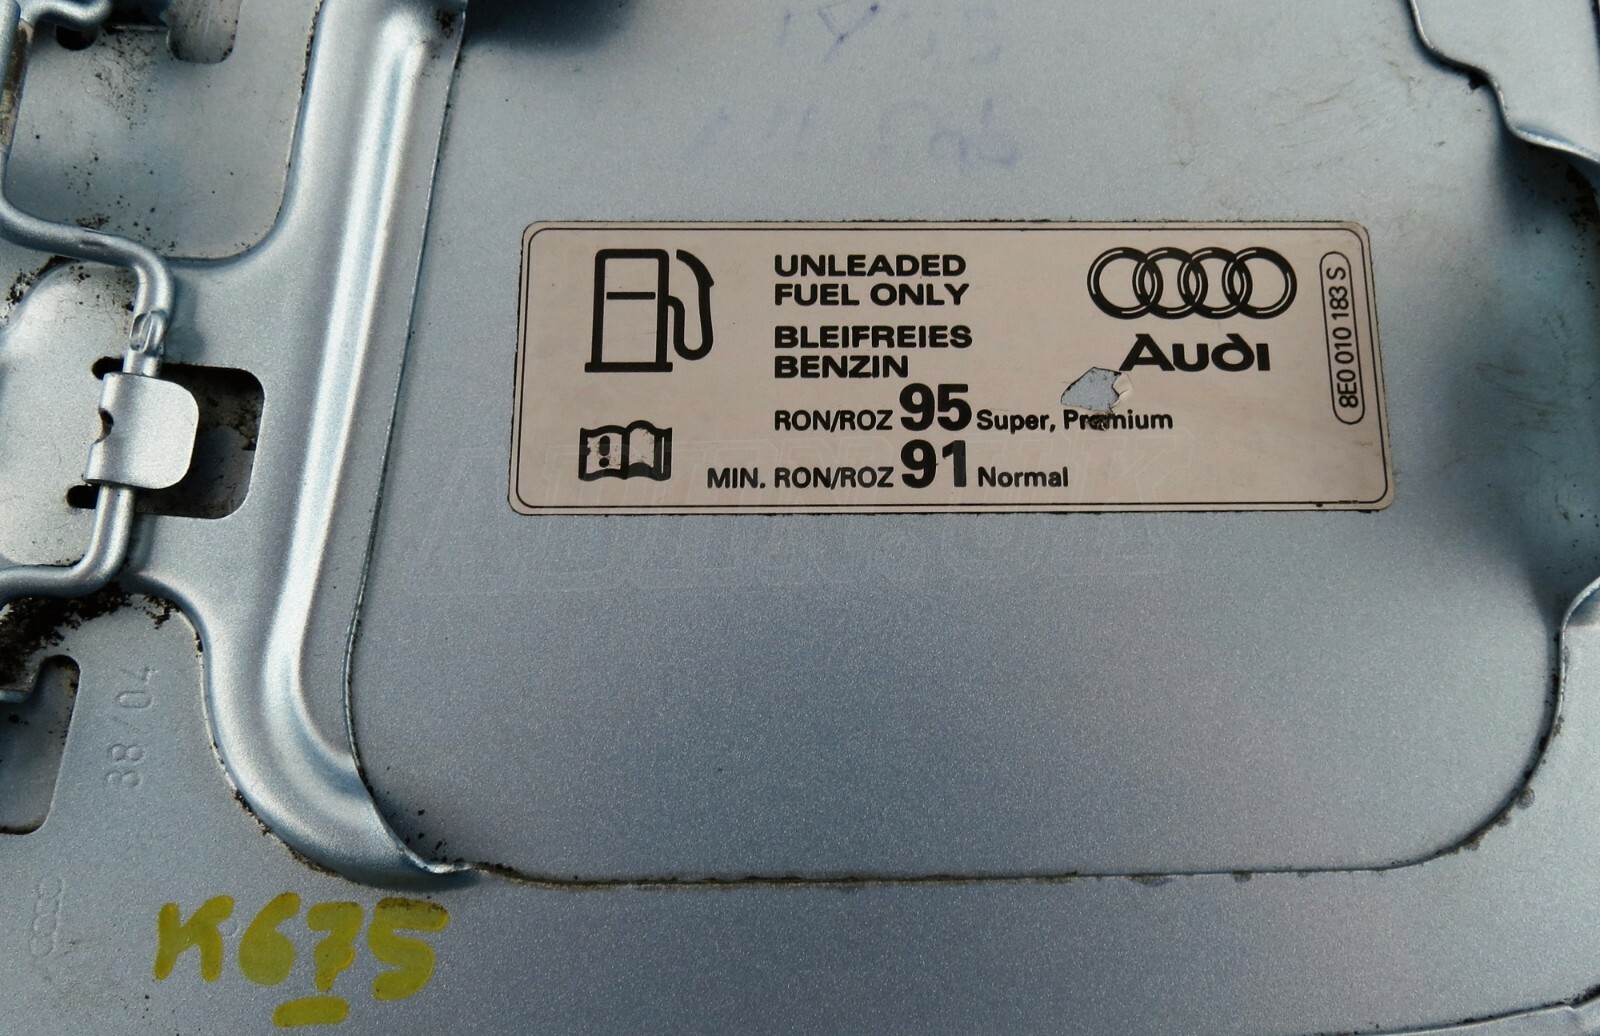 UNLEADED
FUEL ONLY
BLEIFREIES
BENZIN
RON/ROZ 95 Super, Premium
MIN. RON/ROZ 91 Normal
Audi
8E0 010 183 S
38/04
K675